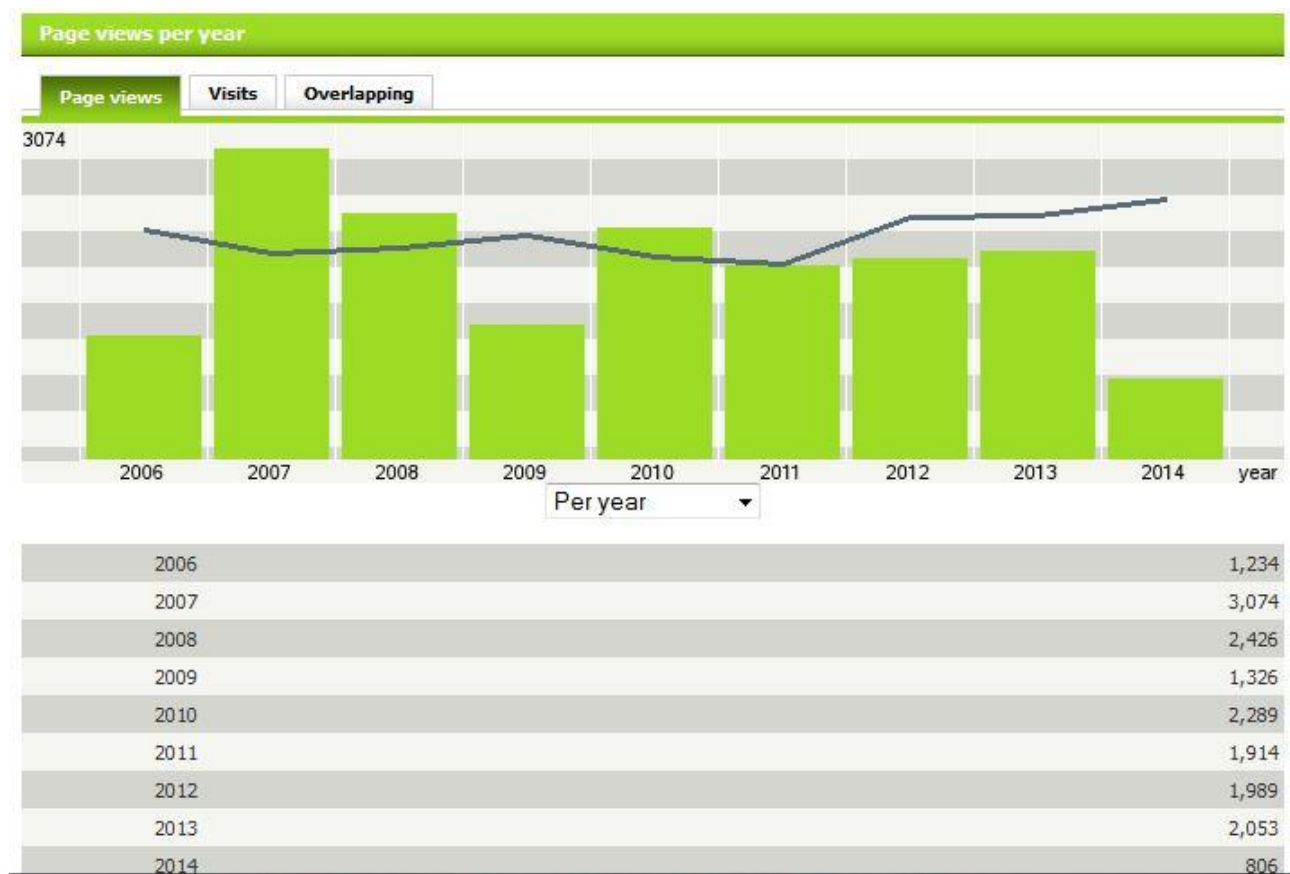 Page views per year
Page views Visits Overlapping
3074
2006 2007 2008 2009 2010 2011 2012 2013 2014 year
Per year
2006 1,234
2007 3,074
2008 2,426
2009 1,326
2010 2,289
2011 1,914
2012 1,989
2013 2,053
2014 806